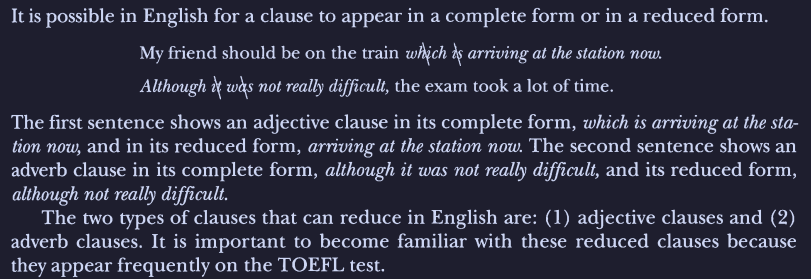 It is possible in English for a clause to appear in a complete form or in a reduced form.
My friend should be on the train which is arriving at the station now.
Although it was not really difficult, the exam took a lot of time.
The first sentence shows an adjective clause in its complete form, which is arriving at the sta-
tion now, and in its reduced form, arriving at the station now. The second sentence shows an
adverb clause in its complete form, although it was not really difficult, and its reduced form,
although not really difficult.
The two types of clauses that can reduce in English are: (1) adjective clauses and (2)
adverb clauses. It is important to become familiar with these reduced clauses because
they appear frequently on the TOEFL test.